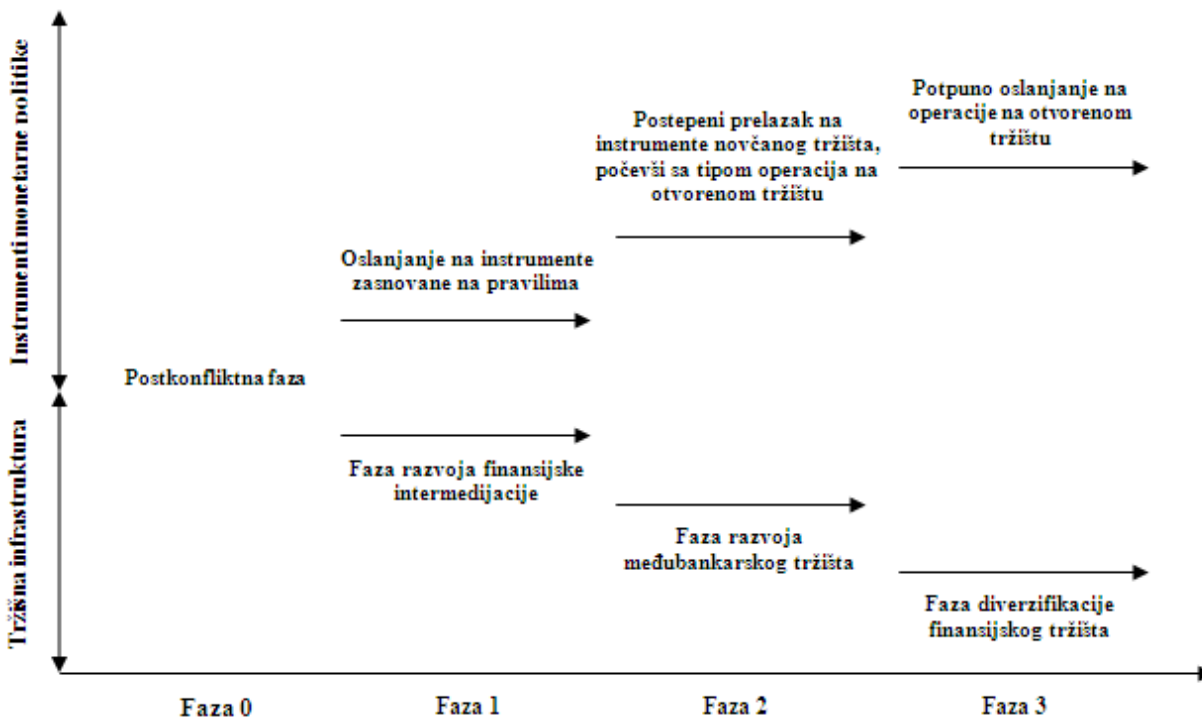 Instrumenti monetarne politike
Potpuno oslanjanje na
operacije na otvorenom
tržištu
Postepeni prelazak na
instrumente novčanog tržišta,
počevši sa tipom operacija na
otvorenom tržištu
Oslanjanje na instrumente
zasnovane na pravilima
Postkonfliktna faza
Tržišna infrastruktura
Faza razvoja finansijske
intermedijacije
Faza razvoja
međubankarskog tržišta
Faza diverzifikacije
finansijskog tržišta
Faza 0
Faza 1
Faza 2
Faza 3